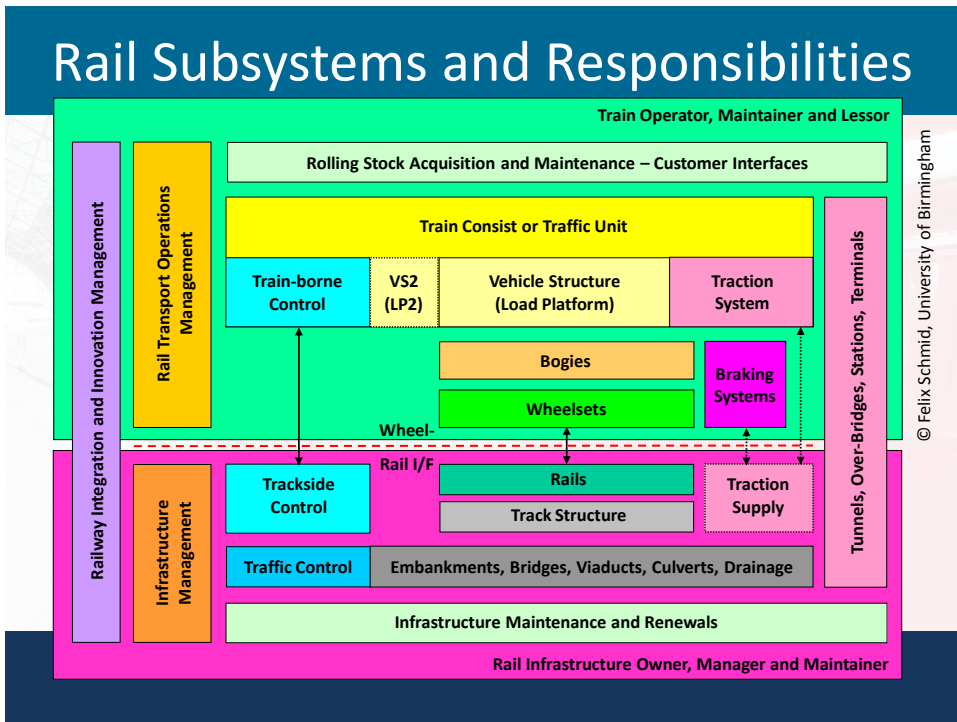 Rail Subsystems and Responsibilities
Train Operator, Maintainer and Lessor
Rolling Stock Acquisition and Maintenance – Customer Interfaces
Railway Integration and Innovation Management
Rail Transport Operations
Management
Train Consist or Traffic Unit
Train-borne
Control
VS2
(LP2)
Vehicle Structure
(Load Platform)
Traction
System
Bogies
Braking
Systems
Wheelsets
Tunnels, Over-Bridges, Stations, Terminals
© Felix Schmid, University of Birmingham
Wheel-
Rail I/F
Infrastructure
Management
Trackside
Control
Rails
Traction
Supply
Track Structure
Traffic Control
Embankments, Bridges, Viaducts, Culverts, Drainage
Infrastructure Maintenance and Renewals
Rail Infrastructure Owner, Manager and Maintainer